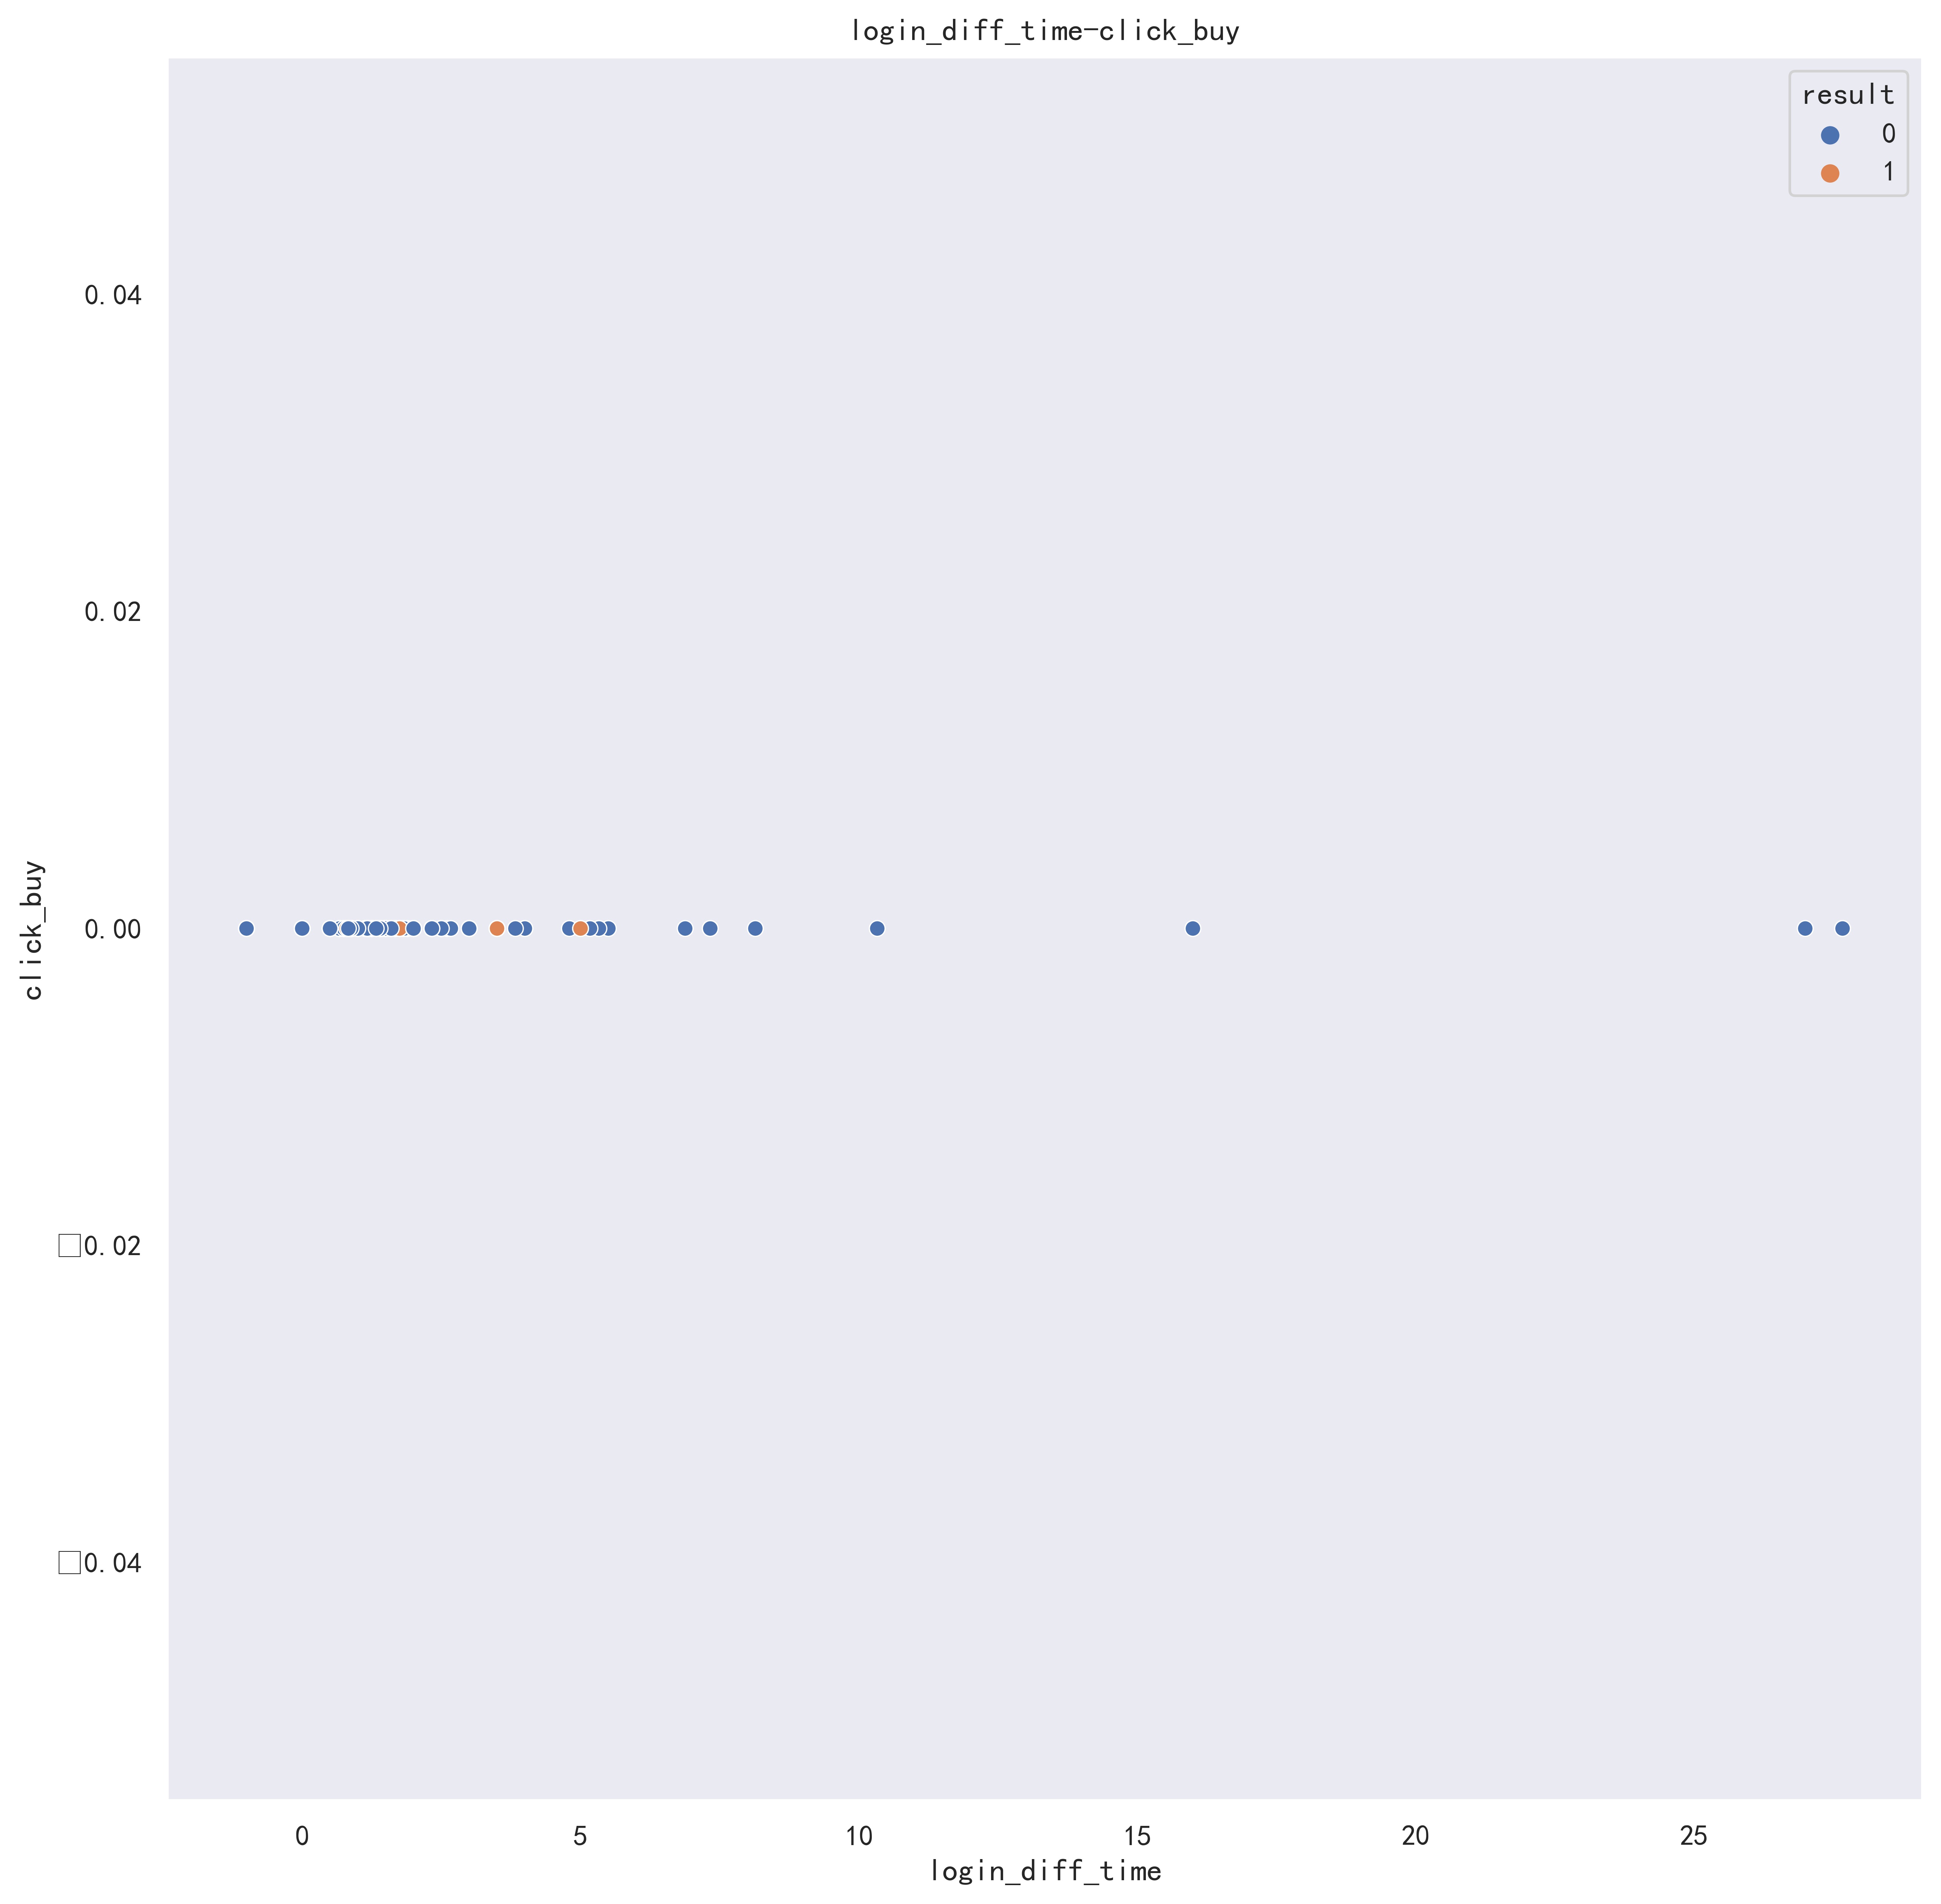 login_diff_time-click_buy
result
0
1
0.04
0.02
0.00
□0.02
□0.04
click_buy
0 5 10 15 20 25
login_diff_time